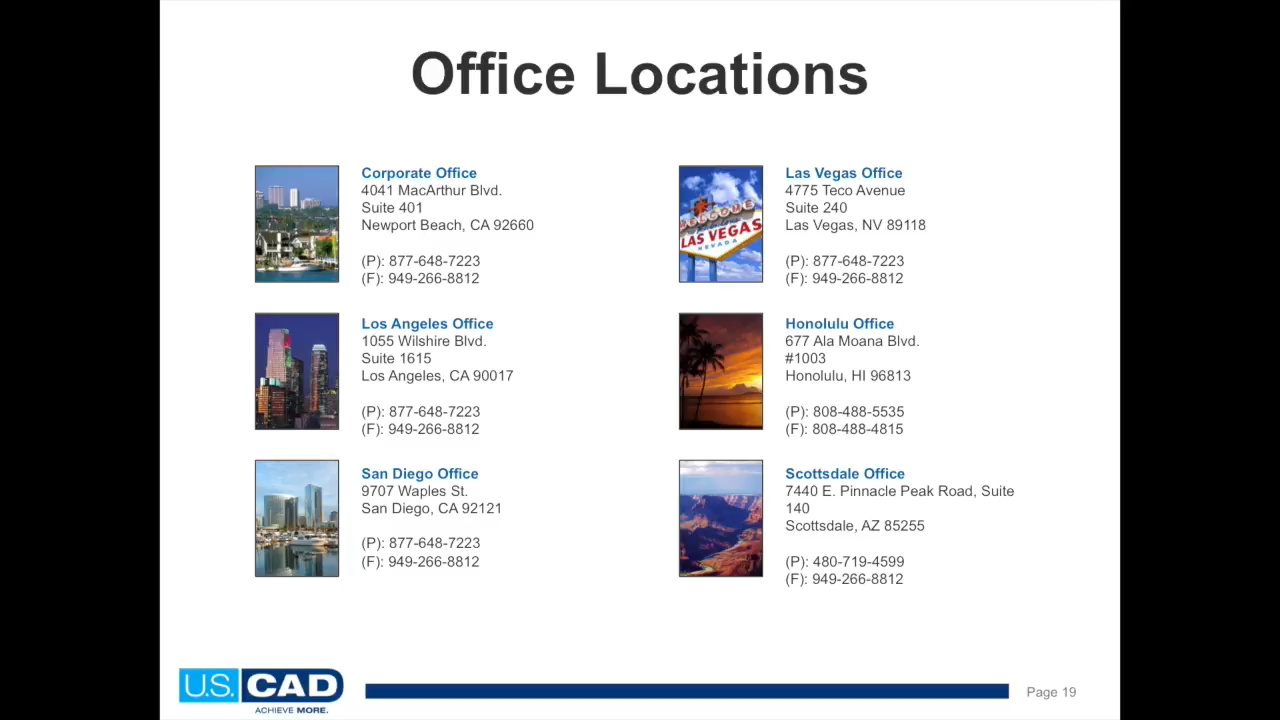 Office Locations
Corporate Office
4041 MacArthur Blvd.
Suite 401
Newport Beach, CA 92660
(P): 877-648-7223
(F): 949-266-8812
Los Angeles Office
1055 Wilshire Blvd.
Suite 1615
Los Angeles, CA 90017
(P): 877-648-7223
(F): 949-266-8812
San Diego Office
9707 Waples St.
San Diego, CA 92121
(P): 877-648-7223
(F): 949-266-8812
WELCOME
LAS VEGAS
NEVADA
Las Vegas Office
4775 Teco Avenue
Suite 240
Las Vegas, NV 89118
(P): 877-648-7223
(F): 949-266-8812
Honolulu Office
677 Ala Moana Blvd.
#1003
Honolulu, HI 96813
(P): 808-488-5535
(F): 808-488-4815
Scottsdale Office
7440 E. Pinnacle Peak Road, Suite
140
Scottsdale, AZ 85255
(P): 480-719-4599
(F): 949-266-8812
U.S. CAD
ACHIEVE MORE.
Page 19